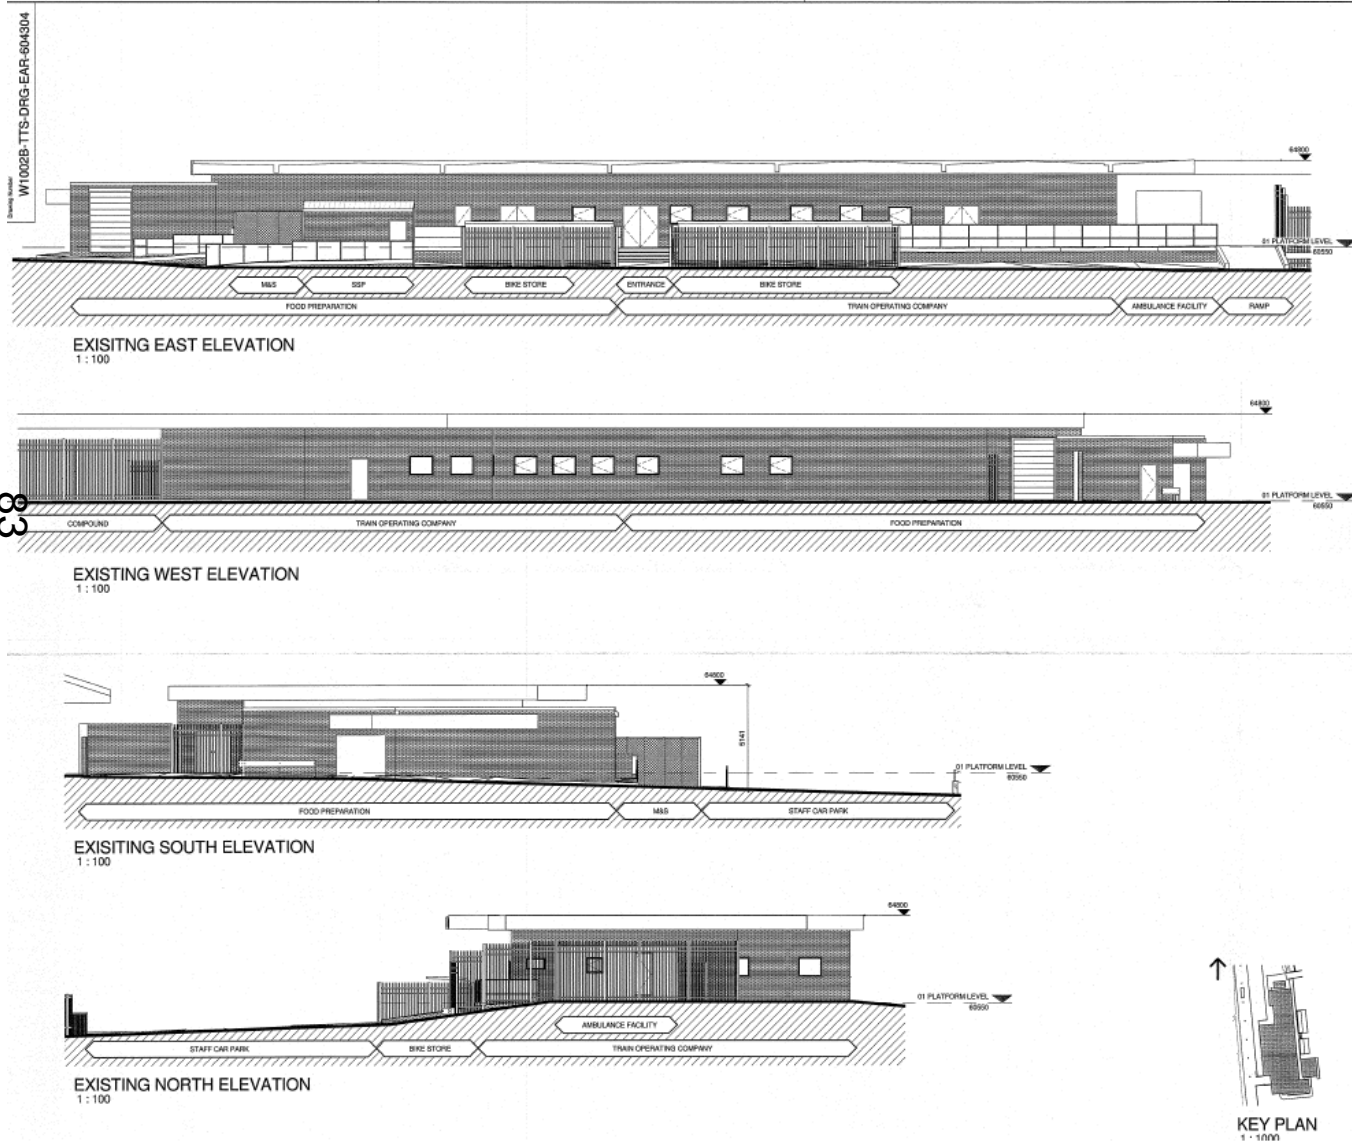 Drawing Number
W1002B-TTS-DRG-EAR-604304
64800
01 PLATFORM LEVEL
60550
M&S
SSP
BIKE STORE
ENTRANCE
BIKE STORE
FOOD PREPARATION
TRAIN OPERATING COMPANY
AMBULANCE FACILITY
RAMP
EXISITNG EAST ELEVATION
1 : 100
64800
01 PLATFORM LEVEL
60550
83
COMPOUND
TRAIN OPERATING COMPANY
FOOD PREPARATION
EXISTING WEST ELEVATION
1 : 100
64800
5141
01 PLATFORM LEVEL
60550
FOOD PREPARATION
M&S
STAFF CAR PARK
EXISITING SOUTH ELEVATION
1 : 100
64800
01 PLATFORM LEVEL
60550
AMBULANCE FACILITY
STAFF CAR PARK
BIKE STORE
TRAIN OPERATING COMPANY
EXISTING NORTH ELEVATION
1 : 100
KEY PLAN
1 : 1000